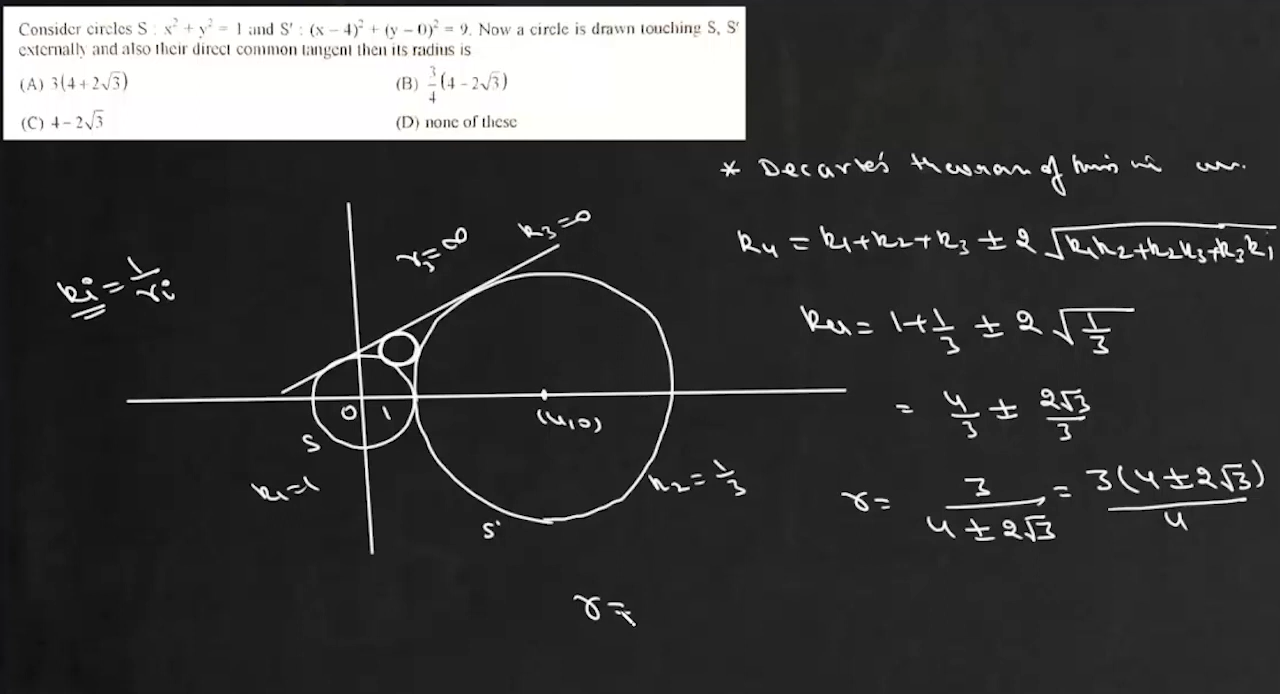 Consider circles S : x² + y² = 1 and S′ : (x − 4)² + (y − 0)² = 9. Now a circle is drawn touching S, S′
externally and also their direct common tangent then its radius is
(A) 3(4 + 2√3)
(B) 3/4 (4 − 2√3)
(C) 4 − 2√3
(D) none of these
* Decarte's theoram of
k₄ = k₁+k₂+k₃ ± 2 √(k₁k₂+k₂k₃+k₃k₁)
k₃=0
r₃=∞
kᵢ = 1/rᵢ
k₄ = 1+1/3 ± 2 √(1/3)
= 4/3 ± 2√3/3
0 1
(4,0)
S
k₁=1
k₂=1/3
r = 3/(4 ± 2√3) = 3(4±2√3)/4
S'
r =